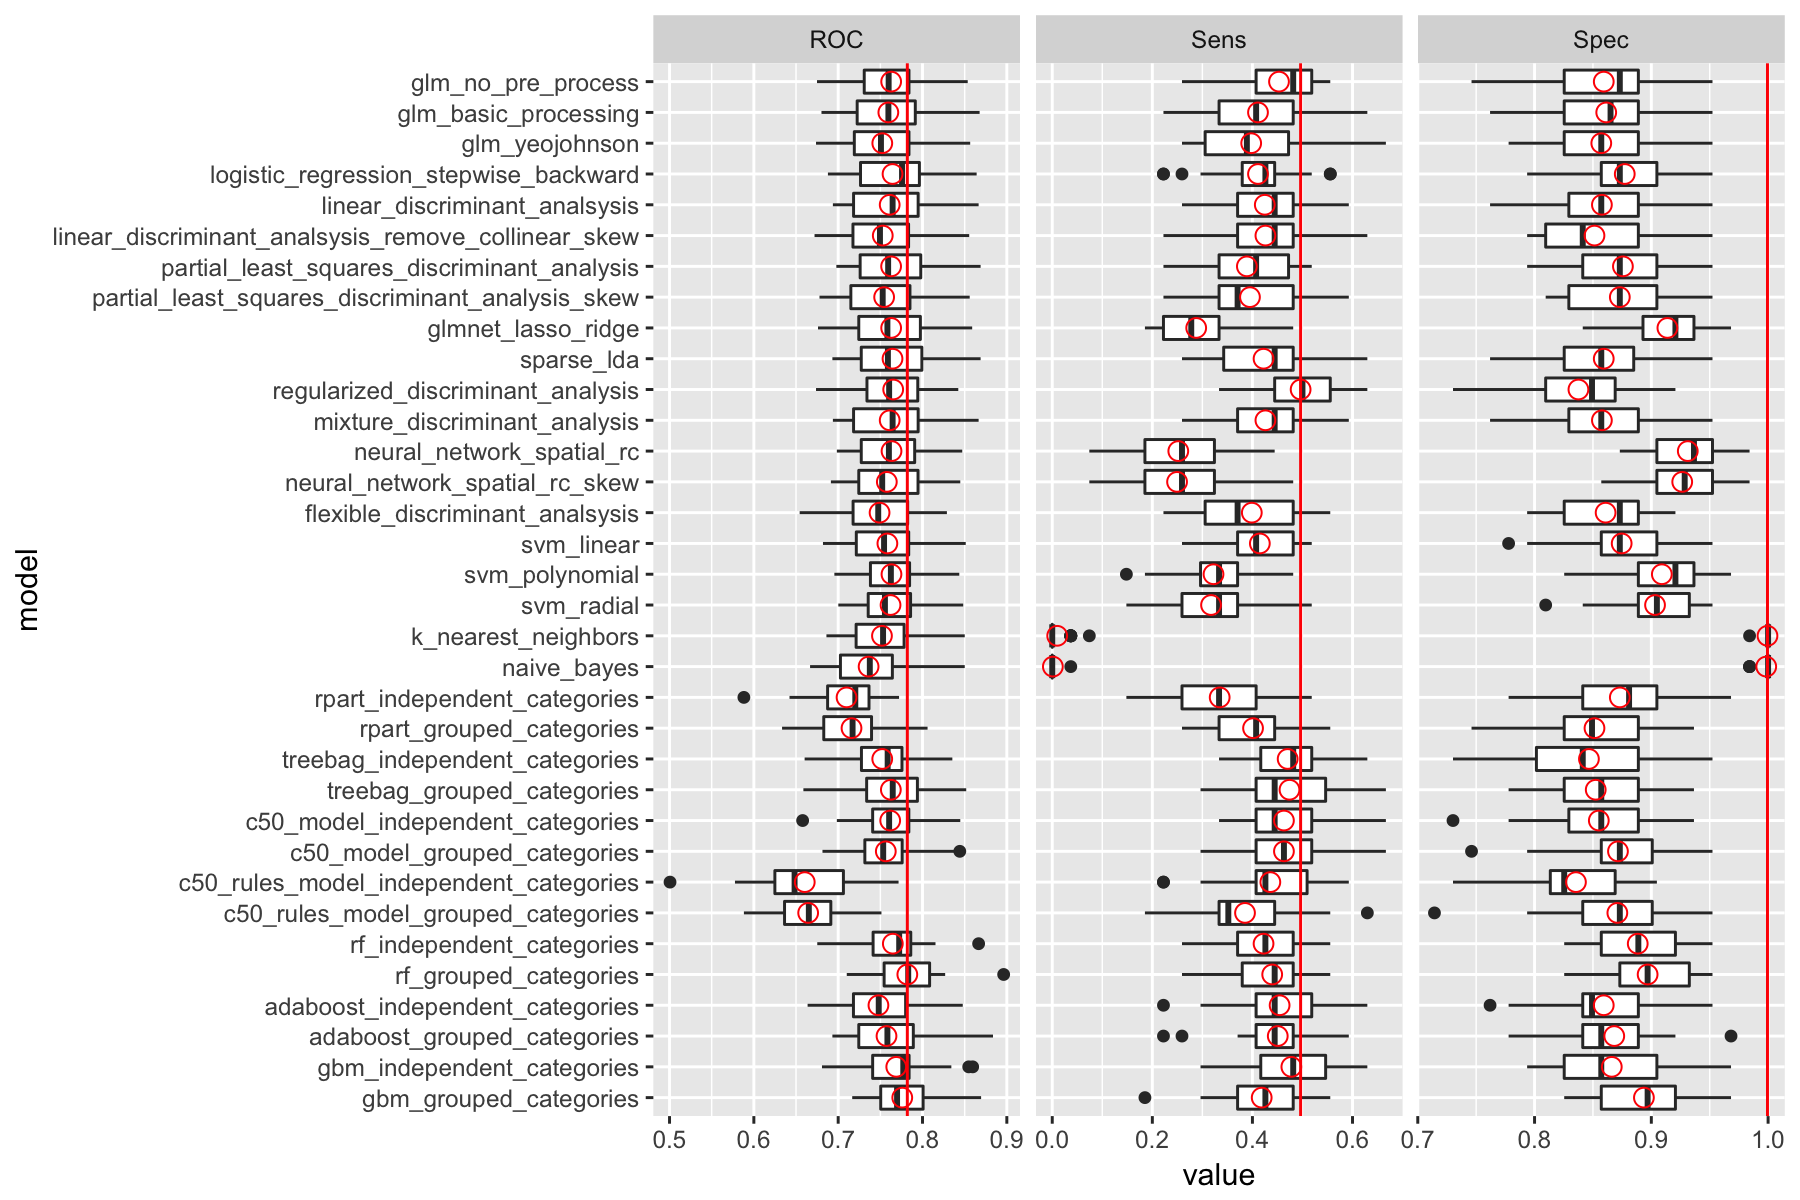 ROC
Sens
Spec
glm_no_pre_process
glm_basic_processing
glm_yeojohnson
logistic_regression_stepwise_backward
linear_discriminant_analsysis
linear_discriminant_analsysis_remove_collinear_skew
partial_least_squares_discriminant_analysis
partial_least_squares_discriminant_analysis_skew
glmnet_lasso_ridge
sparse_lda
regularized_discriminant_analysis
mixture_discriminant_analysis
neural_network_spatial_rc
neural_network_spatial_rc_skew
flexible_discriminant_analsysis
svm_linear
svm_polynomial
svm_radial
k_nearest_neighbors
naive_bayes
rpart_independent_categories
rpart_grouped_categories
treebag_independent_categories
treebag_grouped_categories
c50_model_independent_categories
c50_model_grouped_categories
c50_rules_model_independent_categories
c50_rules_model_grouped_categories
rf_independent_categories
rf_grouped_categories
adaboost_independent_categories
adaboost_grouped_categories
gbm_independent_categories
gbm_grouped_categories
model
0.5 0.6 0.7 0.8 0.9
0.0 0.2 0.4 0.6
0.7 0.8 0.9 1.0
value